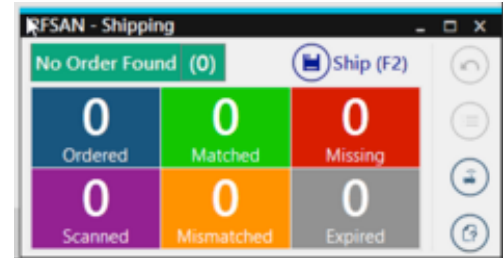 RFSAN - Shipping
No Order Found (0)
Ship (F2)
0
Ordered
0
Matched
0
Missing
0
Scanned
0
Mismatched
0
Expired